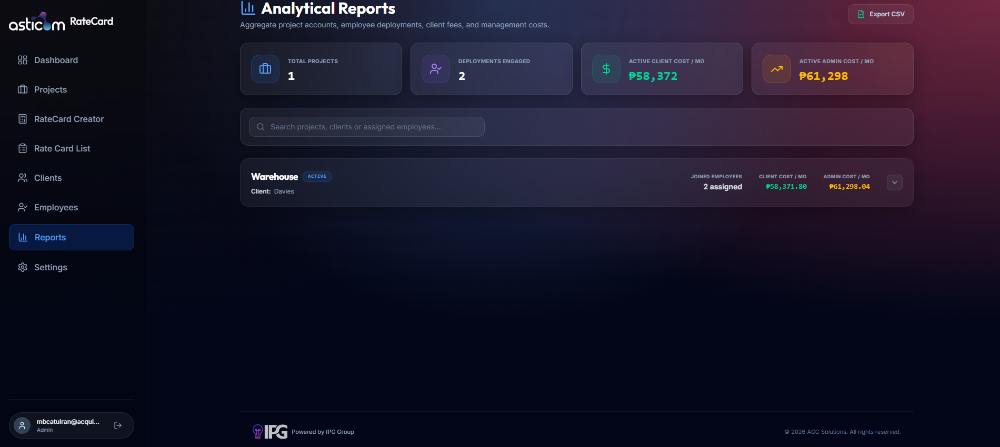 asticom RateCard
Dashboard
Projects
RateCard Creator
Rate Card List
Clients
Employees
Reports
Settings
mbcatuiran@acqui...
Admin
Analytical Reports
Aggregate project accounts, employee deployments, client fees, and management costs.
Export CSV
TOTAL PROJECTS
1
DEPLOYMENTS ENGAGED
2
ACTIVE CLIENT COST / MO
₱58,372
ACTIVE ADMIN COST / MO
₱61,298
Search projects, clients or assigned employees...
Warehouse ACTIVE
Client: Davies
JOINED EMPLOYEES
2 assigned
CLIENT COST / MO
₱58,371.80
ADMIN COST / MO
₱61,298.04
IPG Powered by IPG Group
© 2026 AGC Solutions. All rights reserved.